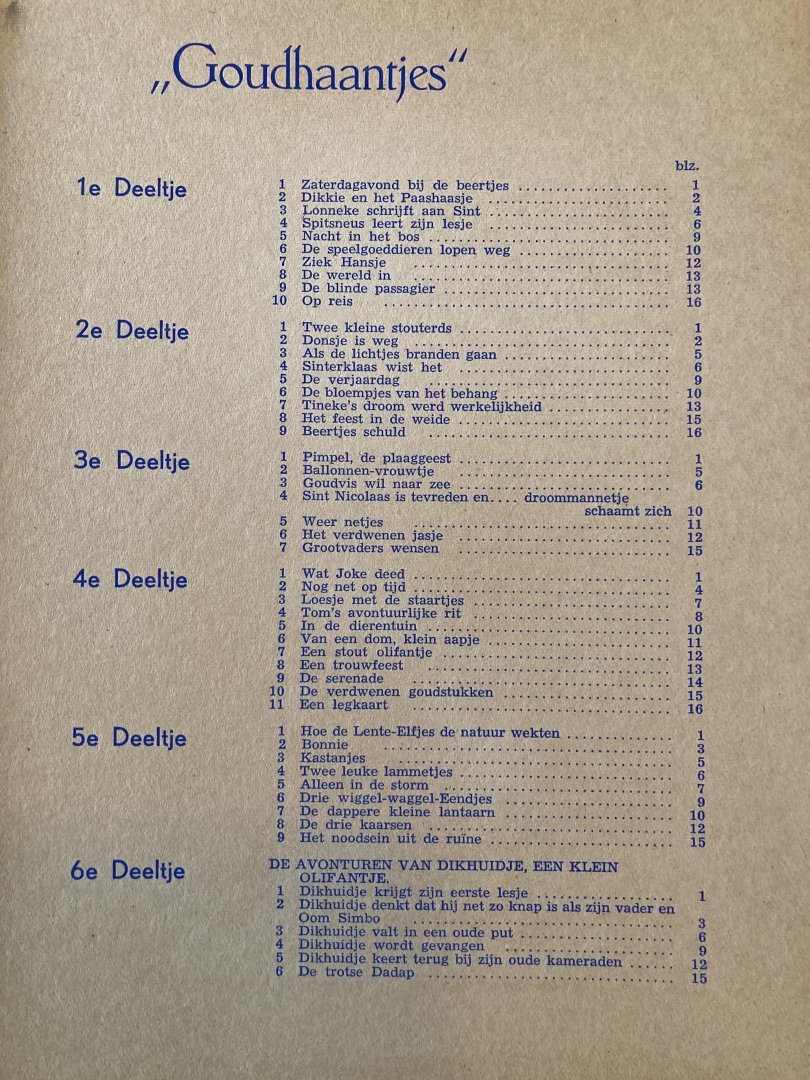 „Goudhaantjes“
blz.
1e Deeltje
1 Zaterdagavond bij de beertjes .................... 1
2 Dikkie en het Paashaasje .................... 2
3 Lonneke schrijft aan Sint .................... 4
4 Spitsneus leert zijn lesje .................... 6
5 Nacht in het bos .................... 9
6 De speelgoeddieren lopen weg .................... 10
7 Ziek Hansje .................... 12
8 De wereld in .................... 13
9 De blinde passagier .................... 13
10 Op reis .................... 16
2e Deeltje
1 Twee kleine stouterds .................... 1
2 Donsje is weg .................... 2
3 Als de lichtjes branden gaan .................... 5
4 Sinterklaas wist het .................... 6
5 De verjaardag .................... 9
6 De bloempjes van het behang .................... 10
7 Tineke's droom werd werkelijkheid .................... 13
8 Het feest in de weide .................... 15
9 Beertjes schuld .................... 16
3e Deeltje
1 Pimpel, de plaaggeest .................... 1
2 Ballonnen-vrouwtje .................... 5
3 Goudvis wil naar zee .................... 6
4 Sint Nicolaas is tevreden en.... droommannetje
schaamt zich 10
5 Weer netjes .................... 11
6 Het verdwenen jasje .................... 12
7 Grootvaders wensen .................... 15
4e Deeltje
1 Wat Joke deed .................... 1
2 Nog net op tijd .................... 4
3 Loesje met de staartjes .................... 7
4 Tom's avontuurlijke rit .................... 8
5 In de dierentuin .................... 10
6 Van een dom, klein aapje .................... 11
7 Een stout olifantje .................... 12
8 Een trouwfeest .................... 13
9 De serenade .................... 14
10 De verdwenen goudstukken .................... 15
11 Een legkaart .................... 16
5e Deeltje
1 Hoe de Lente-Elfjes de natuur wekten ............. 1
2 Bonnie .................... 3
3 Kastanjes .................... 5
4 Twee leuke lammetjes .................... 6
5 Alleen in de storm .................... 7
6 Drie wiggel-waggel-Eendjes .................... 9
7 De dappere kleine lantaarn .................... 10
8 De drie kaarsen .................... 12
9 Het noodsein uit de ruïne .................... 15
6e Deeltje
DE AVONTUREN VAN DIKHUIDJE, EEN KLEIN
OLIFANTJE.
1 Dikhuidje krijgt zijn eerste lesje .................. 1
2 Dikhuidje denkt dat hij net zo knap is als zijn vader en
Oom Simbo .................... 3
3 Dikhuidje valt in een oude put .................... 6
4 Dikhuidje wordt gevangen .................... 9
5 Dikhuidje keert terug bij zijn oude kameraden ...... 12
6 De trotse Dadap .................... 15